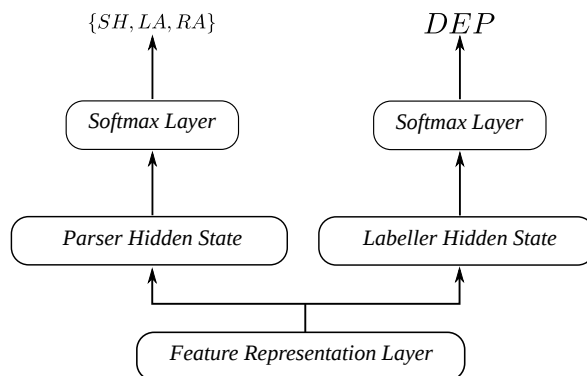 {SH, LA, RA}
DEP
Softmax Layer
Softmax Layer
Parser Hidden State
Labeller Hidden State
Feature Representation Layer